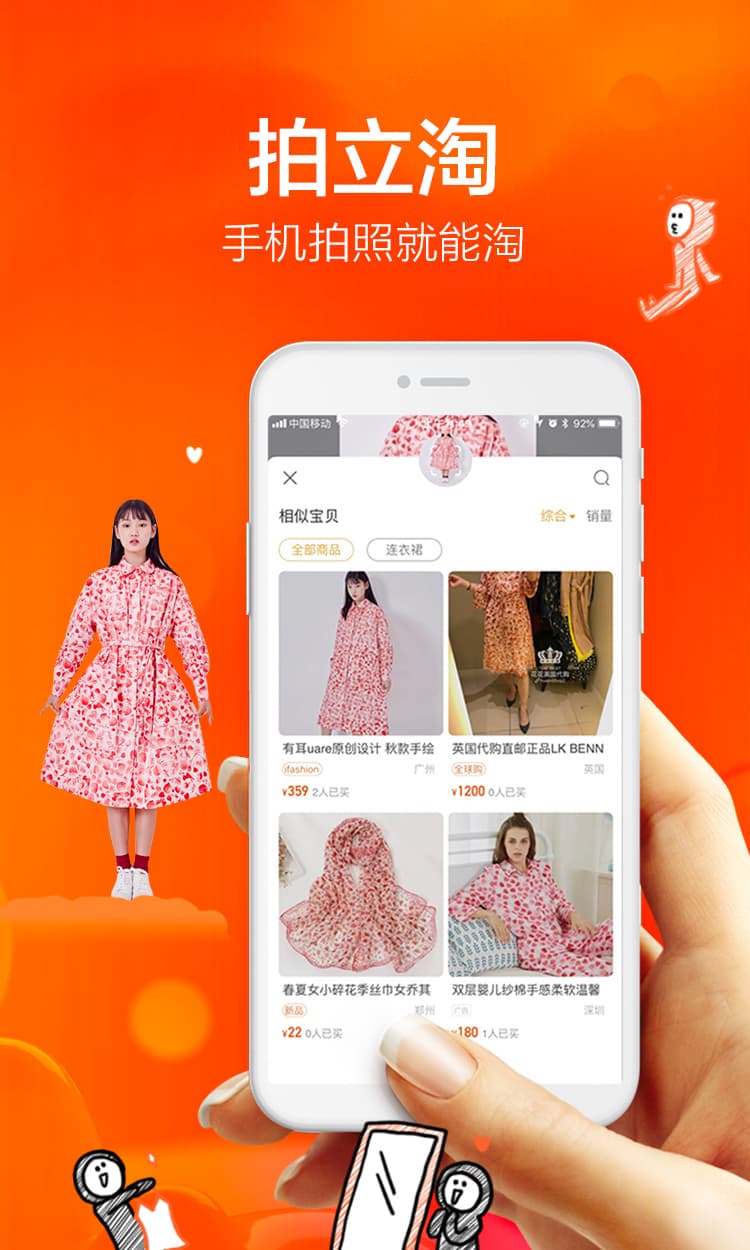 拍立淘
手机拍照就能淘
中国移动
92%
相似宝贝
综合
销量
全部商品
连衣裙
有耳uare原创设计 秋款手绘
ifashion
广州
¥359 2人已买
英国代购直邮正品LK BENN
全球购
英国
¥1200 0人已买
春夏女小碎花季丝巾女乔其
新品
郑州
¥22 0人已买
双层婴儿纱棉手感柔软温馨
广告
深圳
¥180 1人已买